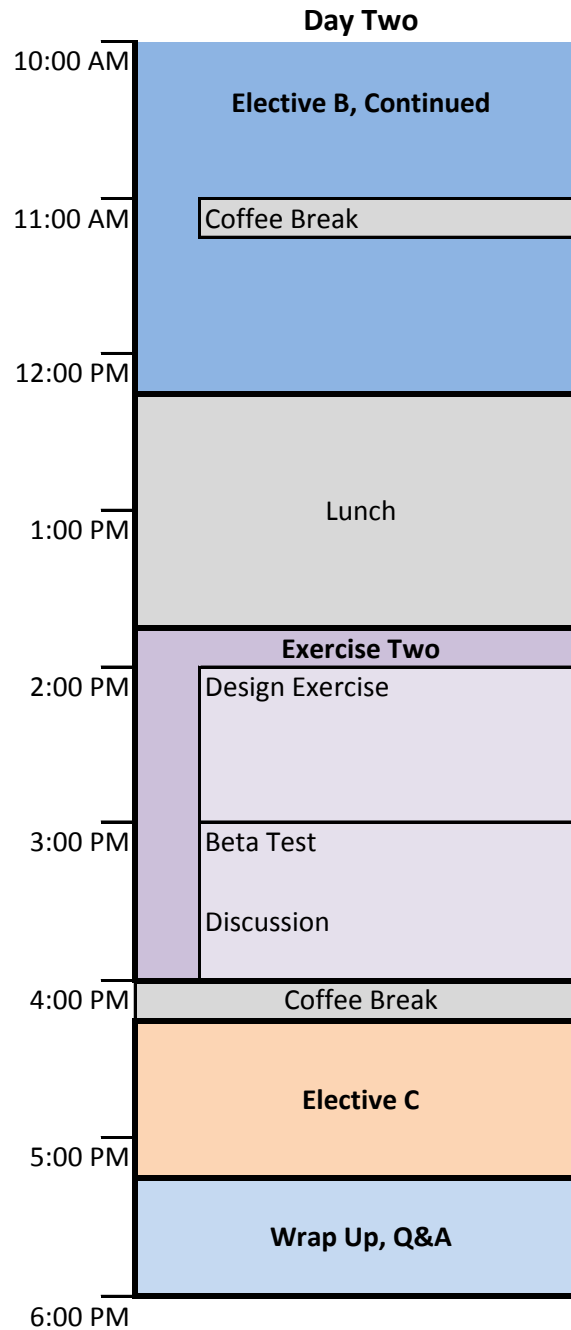 Day Two
10:00 AM
Elective B, Continued
11:00 AM
Coffee Break
12:00 PM
Lunch
1:00 PM
Exercise Two
2:00 PM
Design Exercise
3:00 PM
Beta Test
Discussion
4:00 PM
Coffee Break
Elective C
5:00 PM
Wrap Up, Q&A
6:00 PM